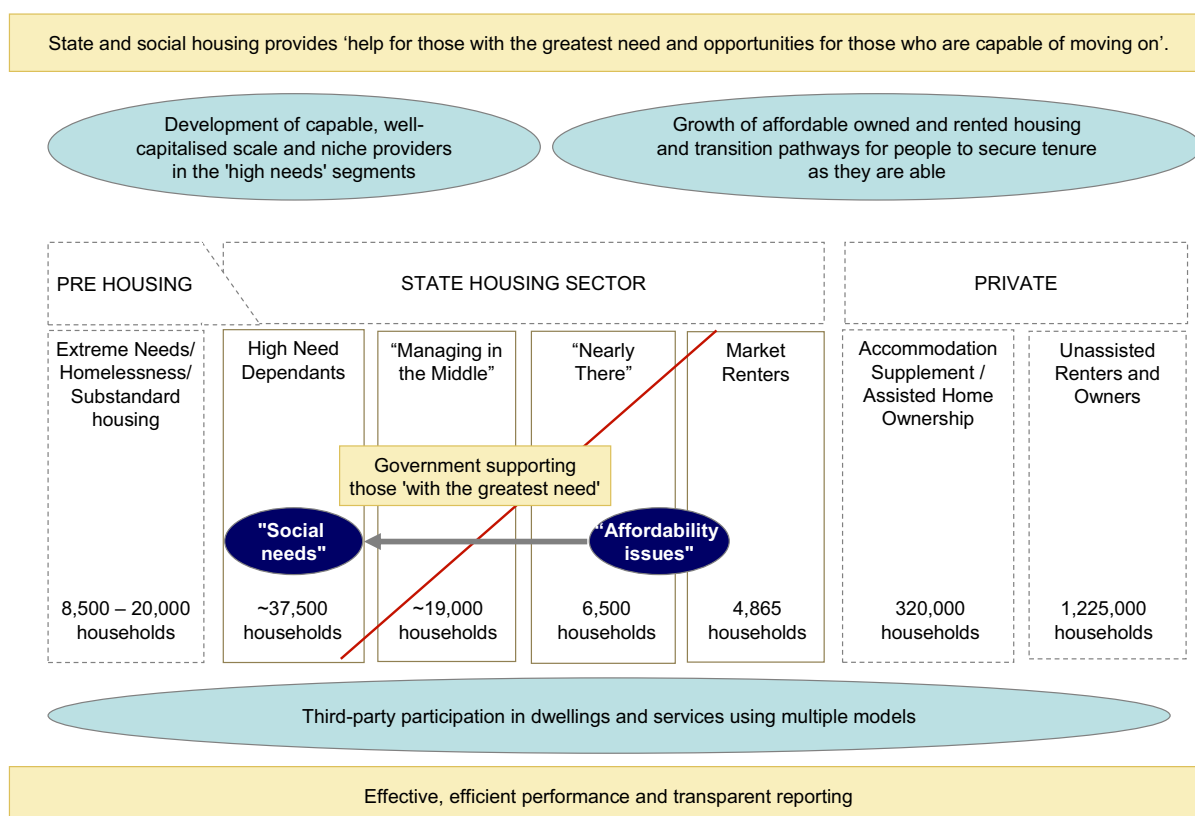 State and social housing provides ‘help for those with the greatest need and opportunities for those who are capable of moving on’.
Development of capable, well-
capitalised scale and niche providers
in the 'high needs' segments
Growth of affordable owned and rented housing
and transition pathways for people to secure tenure
as they are able
PRE HOUSING
STATE HOUSING SECTOR
PRIVATE
Extreme Needs/
Homelessness/
Substandard
housing
High Need
Dependants
“Managing in
the Middle”
“Nearly
There”
Market
Renters
Accommodation
Supplement /
Assisted Home
Ownership
Unassisted
Renters and
Owners
Government supporting
those 'with the greatest need'
"Social
needs"
“Affordability
issues"
8,500 – 20,000
households
~37,500
households
~19,000
households
6,500
households
4,865
households
320,000
households
1,225,000
households
Third-party participation in dwellings and services using multiple models
Effective, efficient performance and transparent reporting